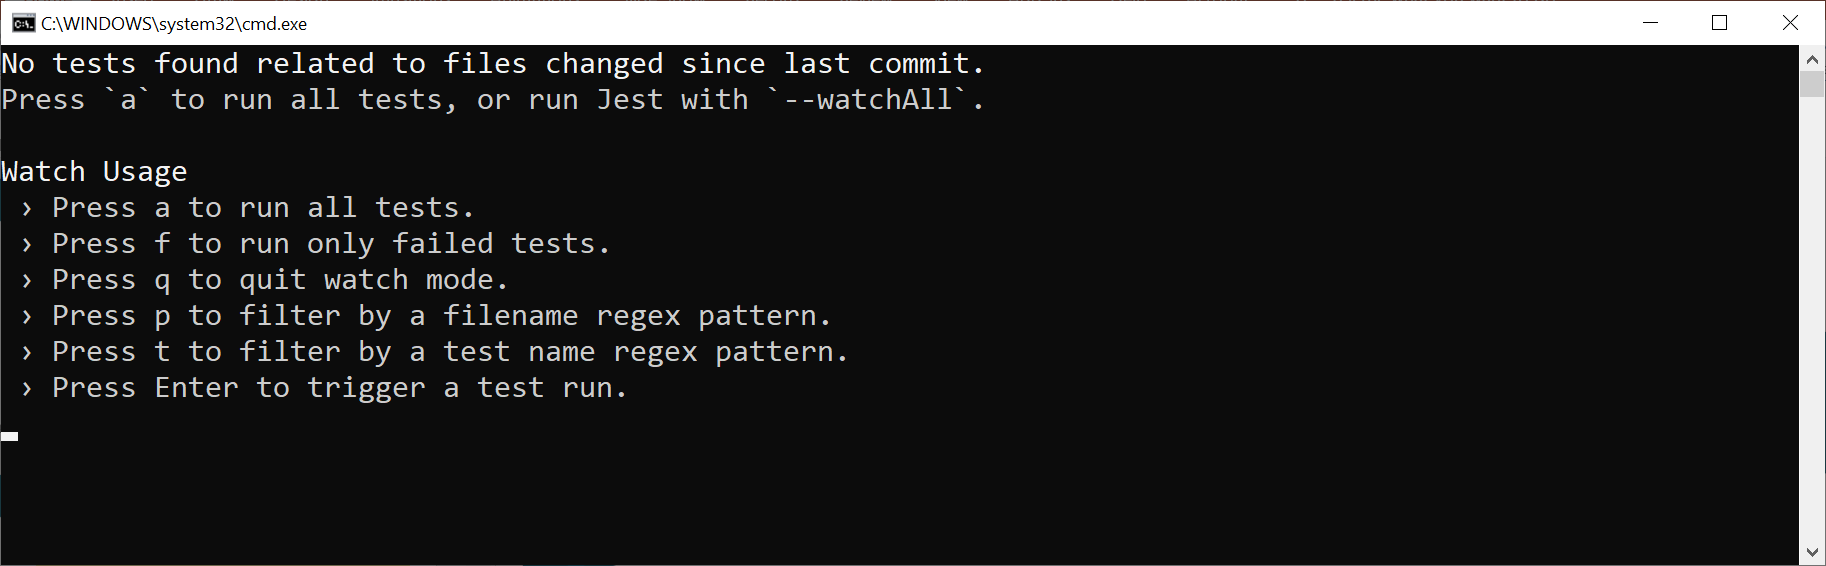 C:\WINDOWS\system32\cmd.exe
No tests found related to files changed since last commit.
Press `a` to run all tests, or run Jest with `--watchAll`.
Watch Usage
› Press a to run all tests.
› Press f to run only failed tests.
› Press q to quit watch mode.
› Press p to filter by a filename regex pattern.
› Press t to filter by a test name regex pattern.
› Press Enter to trigger a test run.